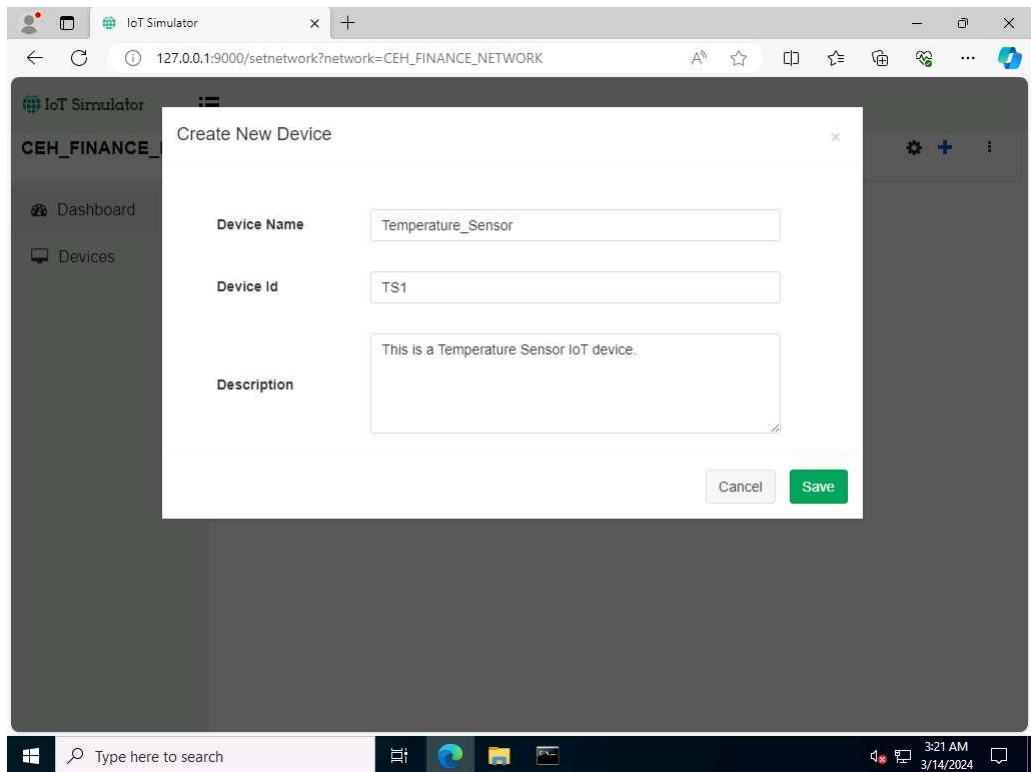 IoT Simulator
127.0.0.1:9000/setnetwork?network=CEH_FINANCE_NETWORK
IoT Simulator
CEH_FINANCE_
Create New Device
Dashboard
Devices
Device Name
Temperature_Sensor
Device Id
TS1
Description
This is a Temperature Sensor IoT device.
Cancel
Save
Type here to search
3:21 AM
3/14/2024